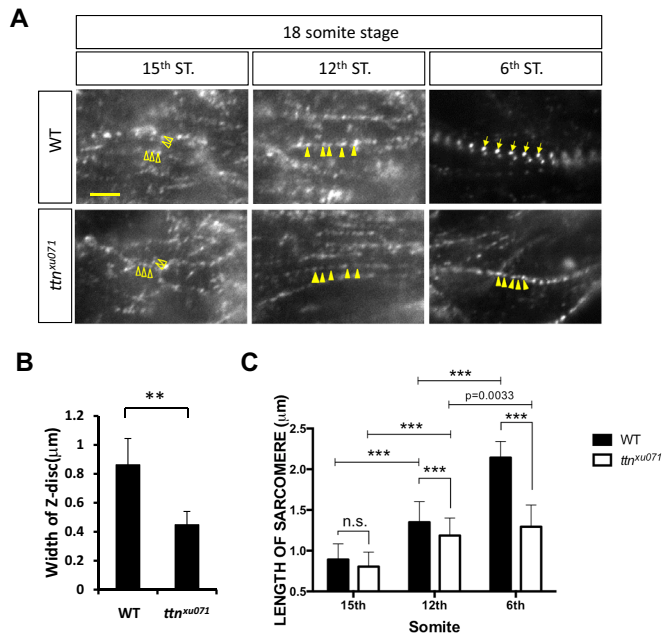 A
18 somite stage
15th ST.
12th ST.
6th ST.
WT
ttnxu071
B
**
Width of Z-disc(μm)
1.2
1
0.8
0.6
0.4
0.2
0
WT
ttnxu071
C
***
p=0.0033
***
***
***
***
n.s.
LENGTH OF SARCOMERE (μm)
2.5
2.0
1.5
1.0
0.5
15th
12th
6th
Somite
WT
ttnxu071